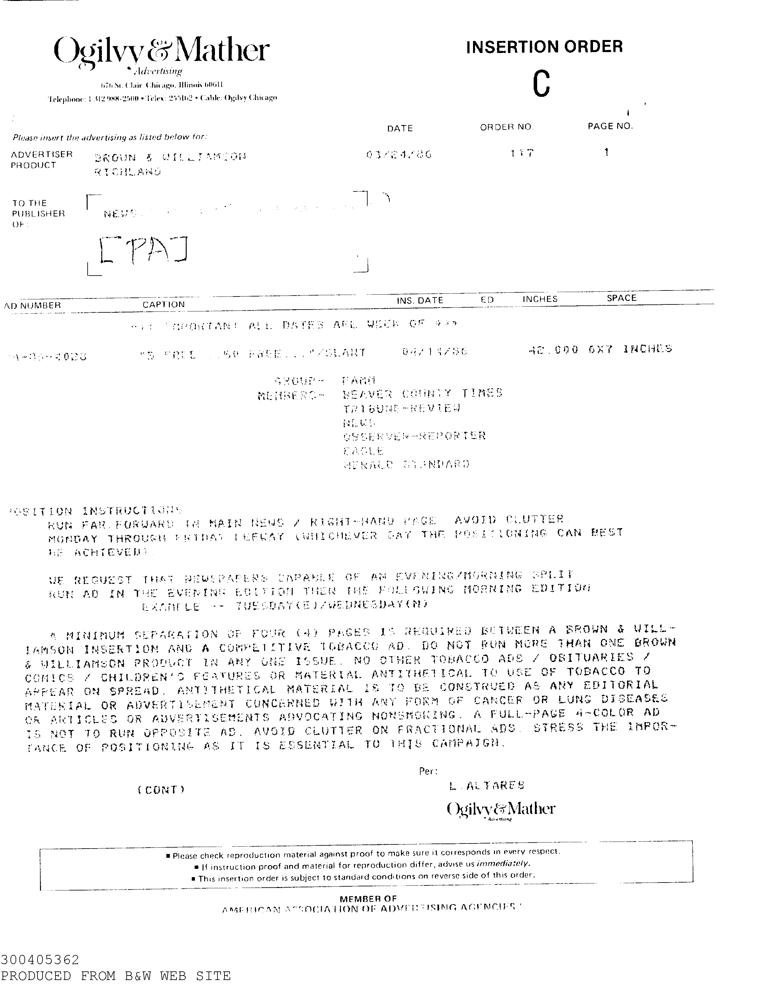 Ogilvy & Mather
Advertising
676 St. Clair Chicago, Illinois 60611
Telephone: 1 312 988-2500 • Telex: 255162 • Cable: Ogilvy Chicago
INSERTION ORDER
C
Please insert the advertising as listed below for:
DATE ORDER NO. PAGE NO.
ADVERTISER BROWN & WILLIAMSON 03/24/86 117 1
PRODUCT RICHLAND
TO THE
PUBLISHER NEWS
OF:
[PA]
AD NUMBER CAPTION INS. DATE ED INCHES SPACE
IMPORTANT ALL DATES ARE WEEK OF
"5 FREE...50 FREE..."/SLANT 04/14/86 42.000 6X7 INCHES
GROUP- PAMM
MEMBERS- BEAVER COUNTY TIMES
TRIBUNE-REVIEW
NEWS
OBSERVER-REPORTER
EAGLE
HERALD STANDARD
POSITION INSTRUCTIONS
RUN FAR FORWARD IN MAIN NEWS / RIGHT-HAND PAGE AVOID CLUTTER
MONDAY THROUGH FRIDAY LEEWAY (WHICHEVER DAY THE POSITIONING CAN BEST
BE ACHIEVED)
WE REQUEST THAT NEWSPAPERS CAPABLE OF AN EVENING/MORNING SPLIT
RUN AD IN THE EVENING EDITION THEN THE FOLLOWING MORNING EDITION
EXAMPLE -- TUESDAY(E)/WEDNESDAY(M)
A MINIMUM SEPARATION OF FOUR (4) PAGES IS REQUIRED BETWEEN A BROWN & WILL-
IAMSON INSERTION AND A COMPETITIVE TOBACCO AD. DO NOT RUN MORE THAN ONE BROWN
& WILLIAMSON PRODUCT IN ANY ONE ISSUE. NO OTHER TOBACCO ADS / OBITUARIES /
COMICS / CHILDREN'S FEATURES OR MATERIAL ANTITHETICAL TO USE OF TOBACCO TO
APPEAR ON SPREAD. ANTITHETICAL MATERIAL IS TO BE CONSTRUED AS ANY EDITORIAL
MATERIAL OR ADVERTISEMENT CONCERNED WITH ANY FORM OF CANCER OR LUNG DISEASES
OR ARTICLES OR ADVERTISEMENTS ADVOCATING NONSMOKING. A FULL-PAGE 4-COLOR AD
IS NOT TO RUN OPPOSITE AD. AVOID CLUTTER ON FRACTIONAL ADS. STRESS THE IMPOR-
TANCE OF POSITIONING AS IT IS ESSENTIAL TO THIS CAMPAIGN.
Per:
(CONT) L. ALTARES
Ogilvy & Mather
Advertising
■ Please check reproduction material against proof to make sure it corresponds in every respect.
■ If instruction proof and material for reproduction differ, advise us immediately.
■ This insertion order is subject to standard conditions on reverse side of this order.
MEMBER OF
AMERICAN ASSOCIATION OF ADVERTISING AGENCIES
300405362
PRODUCED FROM B&W WEB SITE